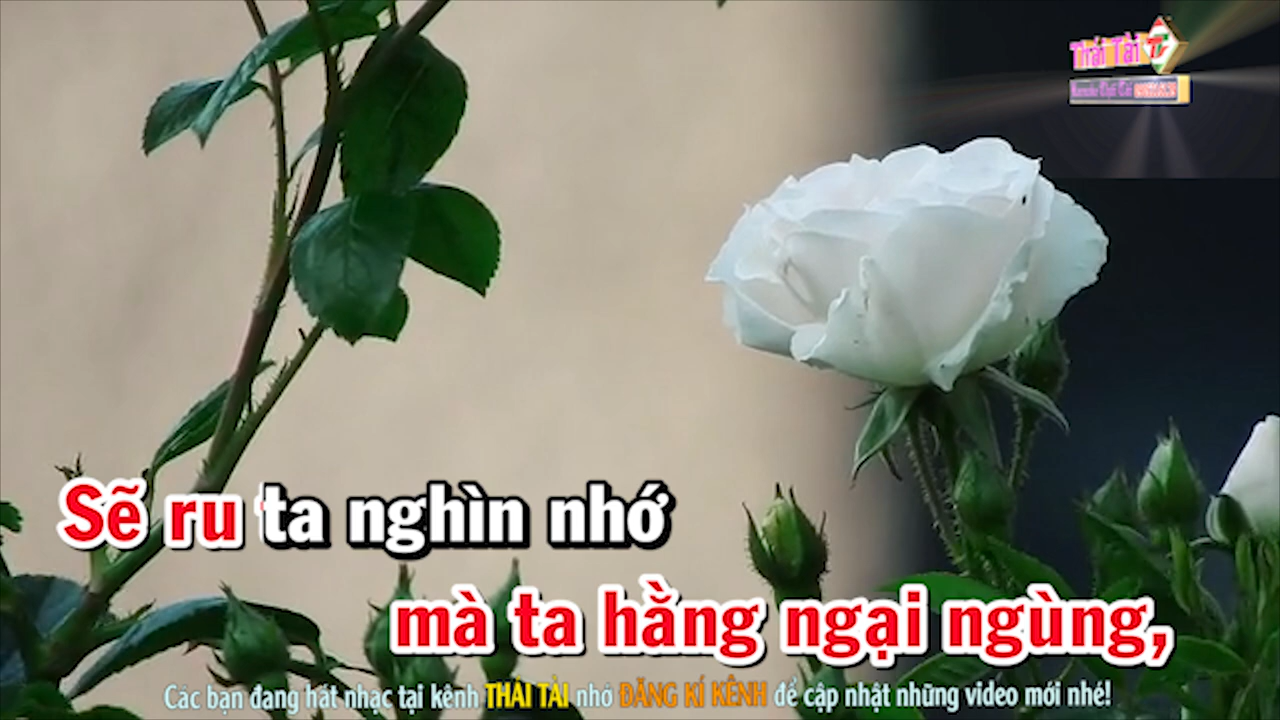 Thái Tài Tv
Sẽ ru ta nghìn nhớ
mà ta hằng ngại ngùng,
Các bạn đang hát nhạc tại kênh THÁI TÀI nhớ ĐĂNG KÍ KÊNH để cập nhật những video mới nhé!